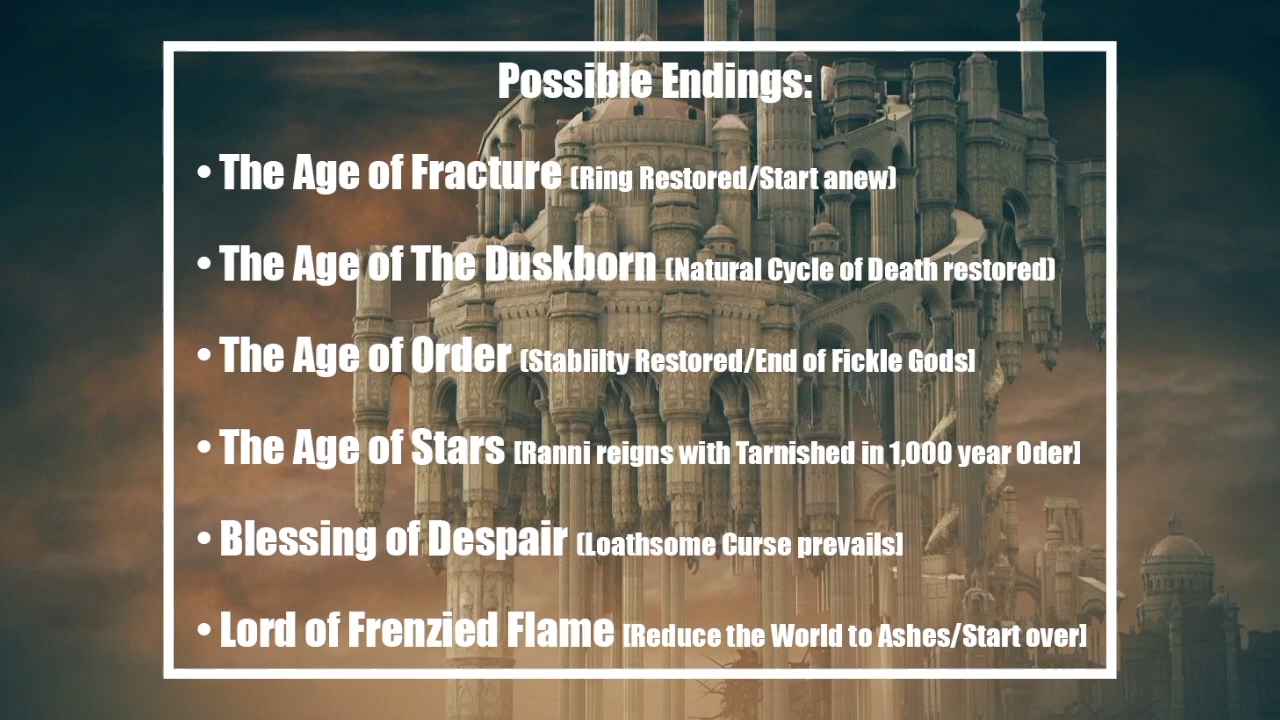 Possible Endings:
• The Age of Fracture (Ring Restored/Start anew)
• The Age of The Duskborn (Natural Cycle of Death restored)
• The Age of Order (Stablilty Restored/End of Fickle Gods]
• The Age of Stars [Ranni reigns with Tarnished in 1,000 year Oder]
• Blessing of Despair (Loathsome Curse prevails]
• Lord of Frenzied Flame [Reduce the World to Ashes/Start over]